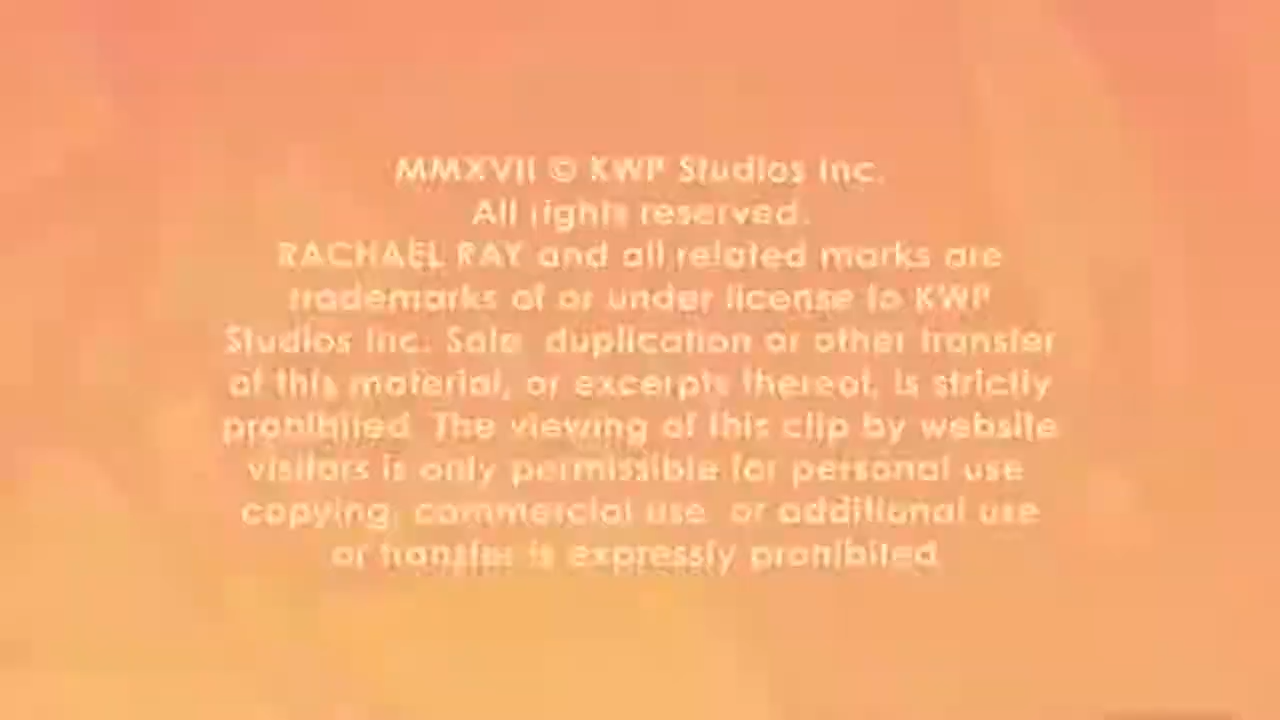 MMXVII © KWP Studios Inc.
All rights reserved.
RACHAEL RAY and all related marks are
trademarks of or under license to KWP
Studios Inc. Sale, duplication or other transfer
of this material, or excerpts thereof, is strictly
prohibited. The viewing of this clip by website
visitors is only permissible for personal use
copying, commercial use, or additional use
or transfer is expressly prohibited.